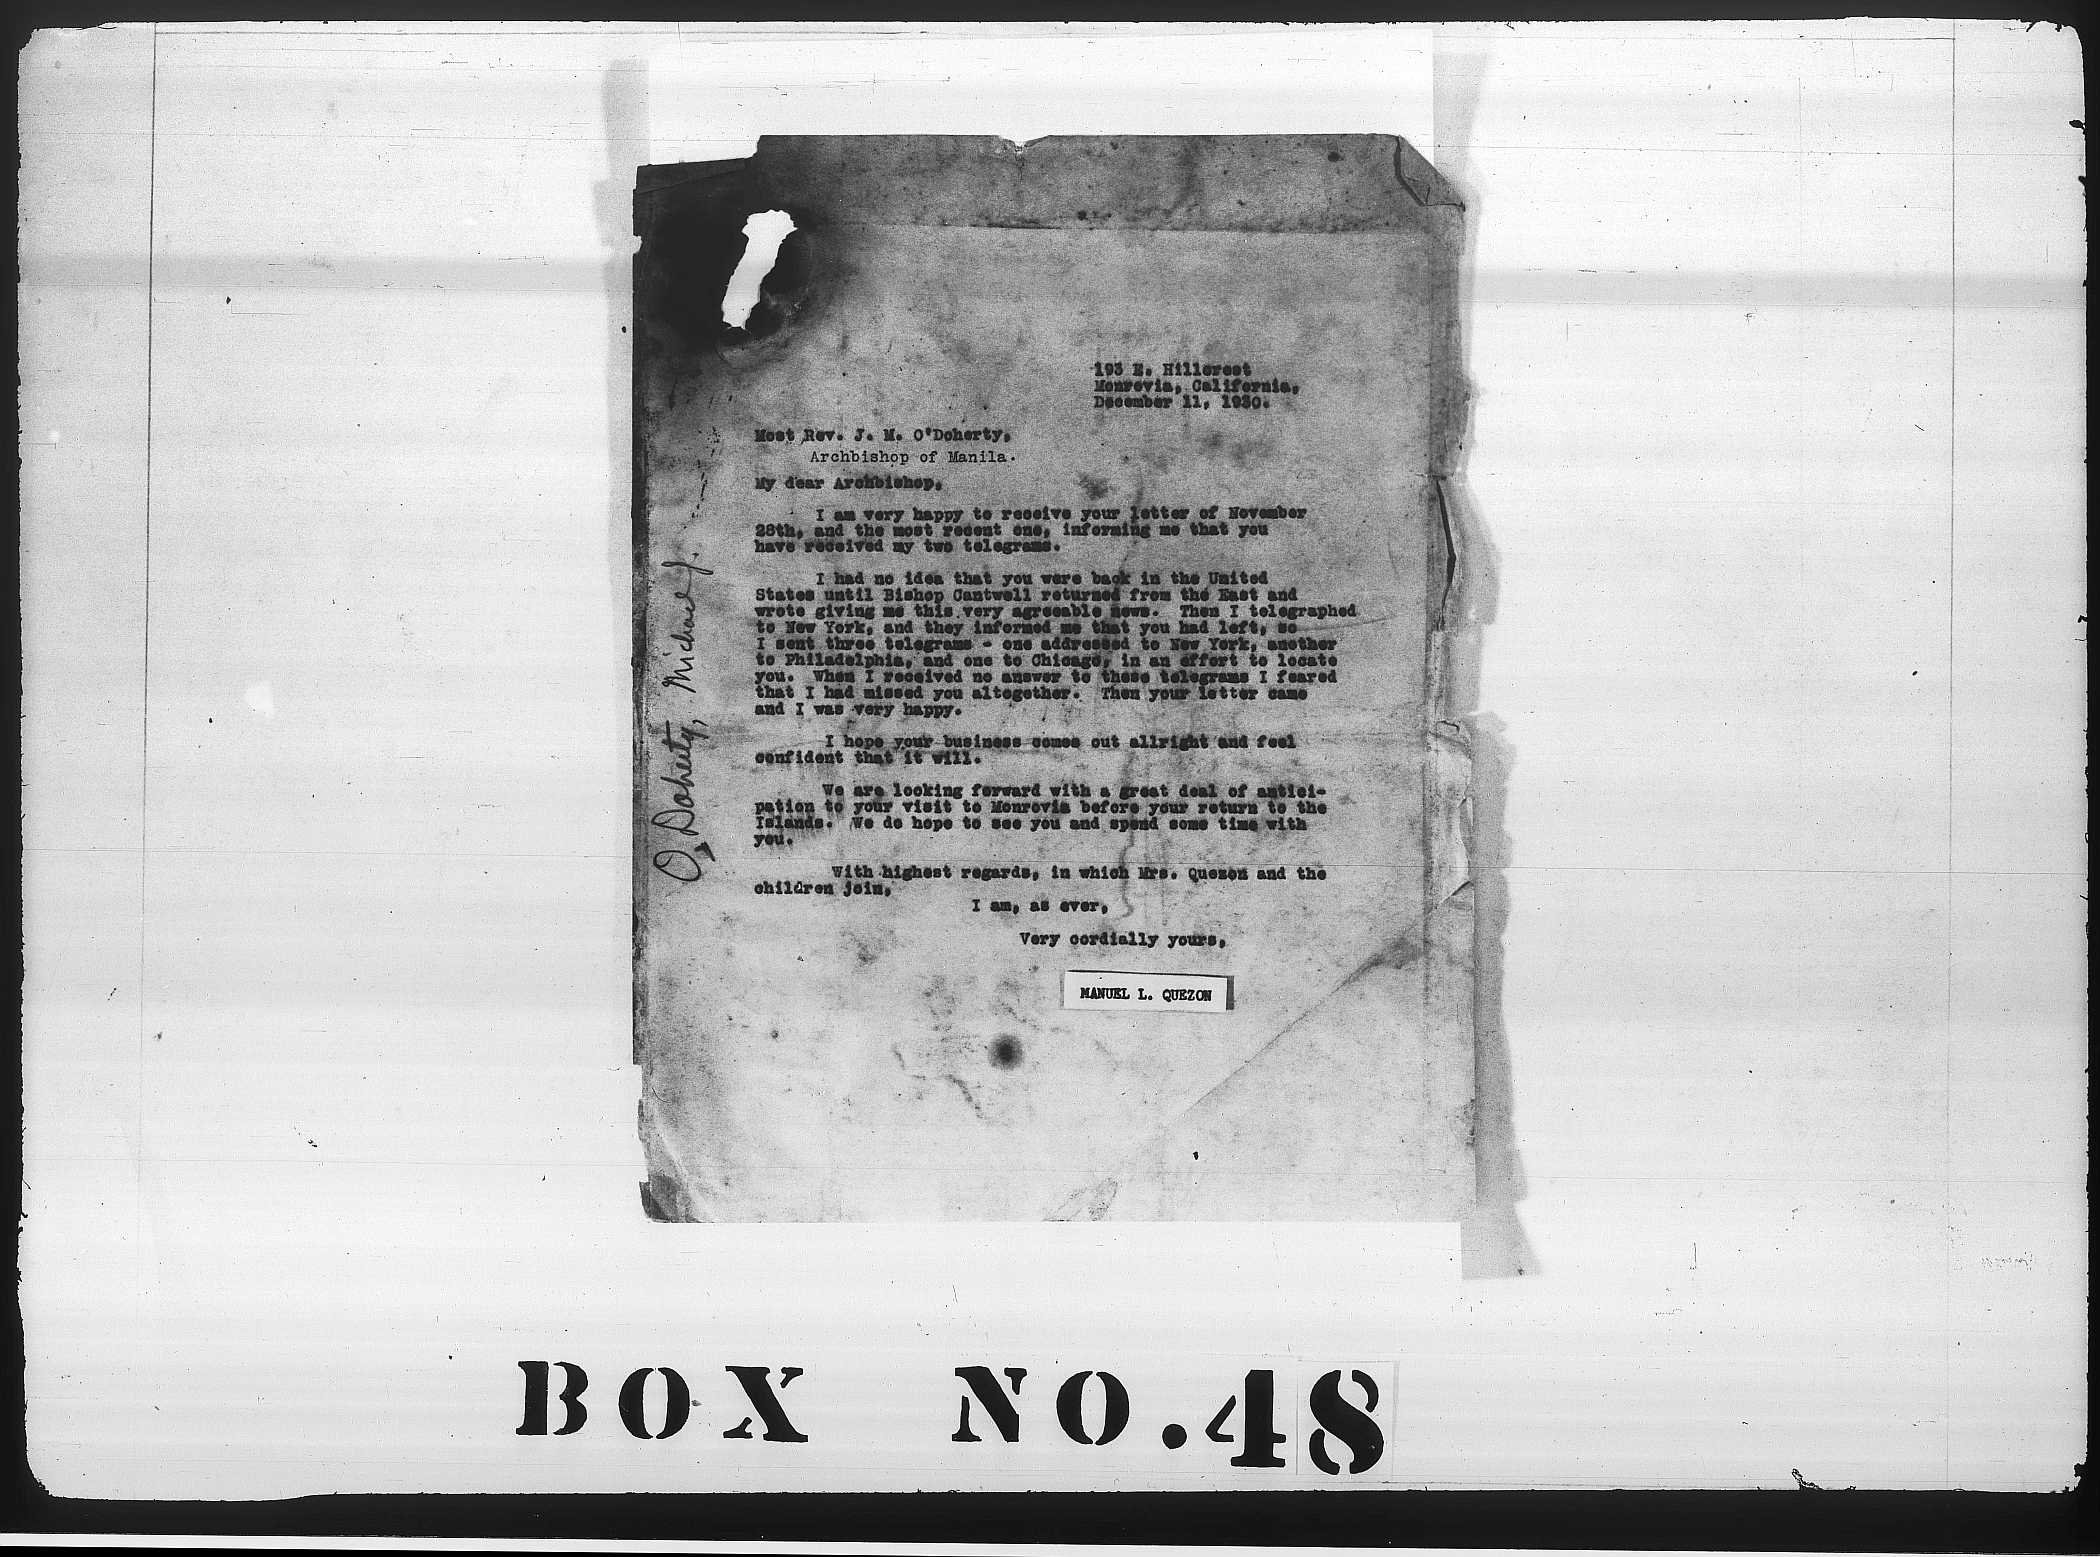 193 E. Hillcrest
Monrovia, California,
December 11, 1930.
Most Rev. J. M. O'Doherty,
Archbishop of Manila.
My dear Archbishop,
I am very happy to receive your letter of November
28th, and the most recent one, informing me that you
have received my two telegrams.
I had no idea that you were back in the United
States until Bishop Cantwell returned from the East and
wrote giving me this very agreeable news. Then I telegraphed
to New York, and they informed me that you had left, so
I sent three telegrams - one addressed to New York, another
to Philadelphia, and one to Chicago, in an effort to locate
you. When I received no answer to these telegrams I feared
that I had missed you altogether. Then your letter came
and I was very happy.
I hope your business comes out allright and feel
confident that it will.
We are looking forward with a great deal of antici-
pation to your visit to Monrovia before your return to the
Islands. We do hope to see you and spend some time with
you.
With highest regards, in which Mrs. Quezon and the
children join,
I am, as ever,
Very cordially yours,
MANUEL L. QUEZON
O, Doherty, Michael J.
BOX NO.48